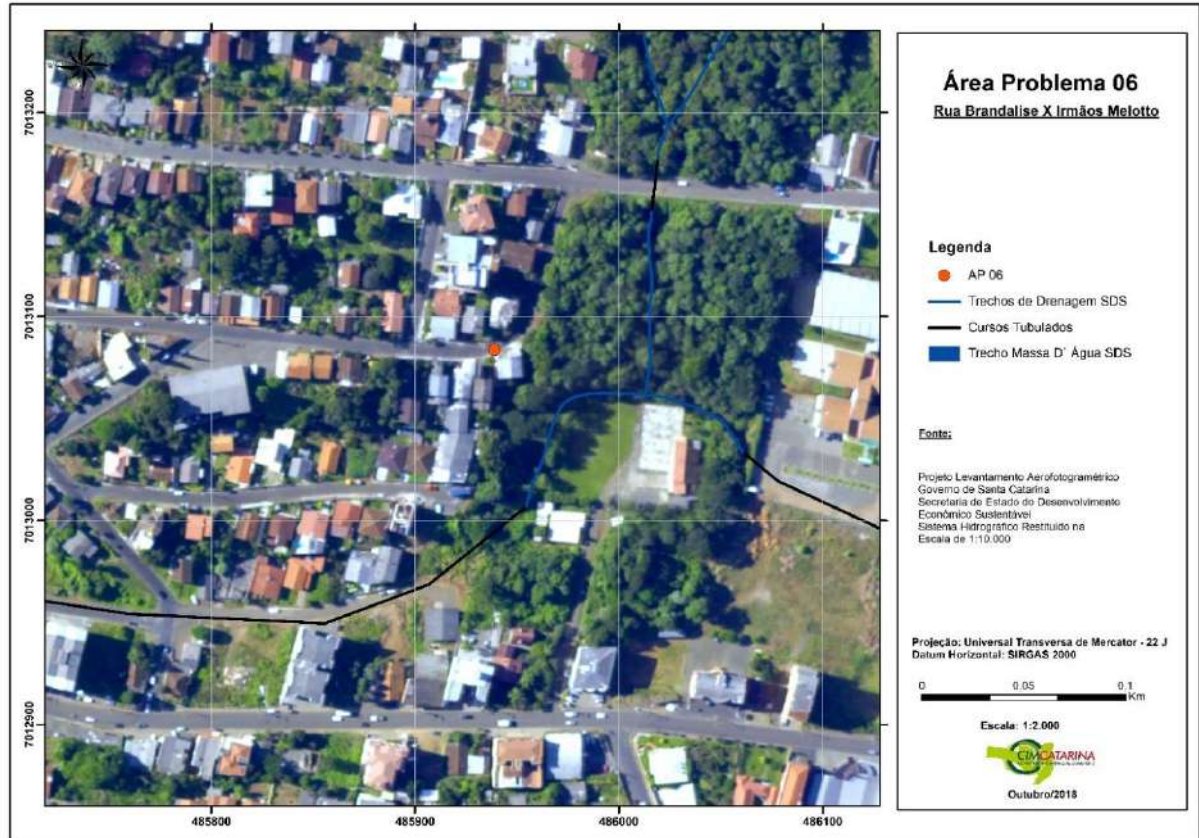 Área Problema 06
Rua Brandalise X Irmãos Melotto
Legenda
AP 06
Trechos de Drenagem SDS
Cursos Tubulados
Trecho Massa D´ Água SDS
Fonte:
Projeto Levantamento Aerofotogramétrico
Governo de Santa Catarina
Secretaria de Estado do Desenvolvimento
Econômico Sustentável
Sistema Hidrográfico Restituido na
Escala de 1:10.000
Projeção: Universal Transversa de Mercator - 22 J
Datum Horizontal: SIRGAS 2000
0 0.05 0.1
Km
Escala: 1:2.000
CIMCATARINA
Outubro/2018
7013200
7013100
7013000
7012900
485800 485900 486000 486100